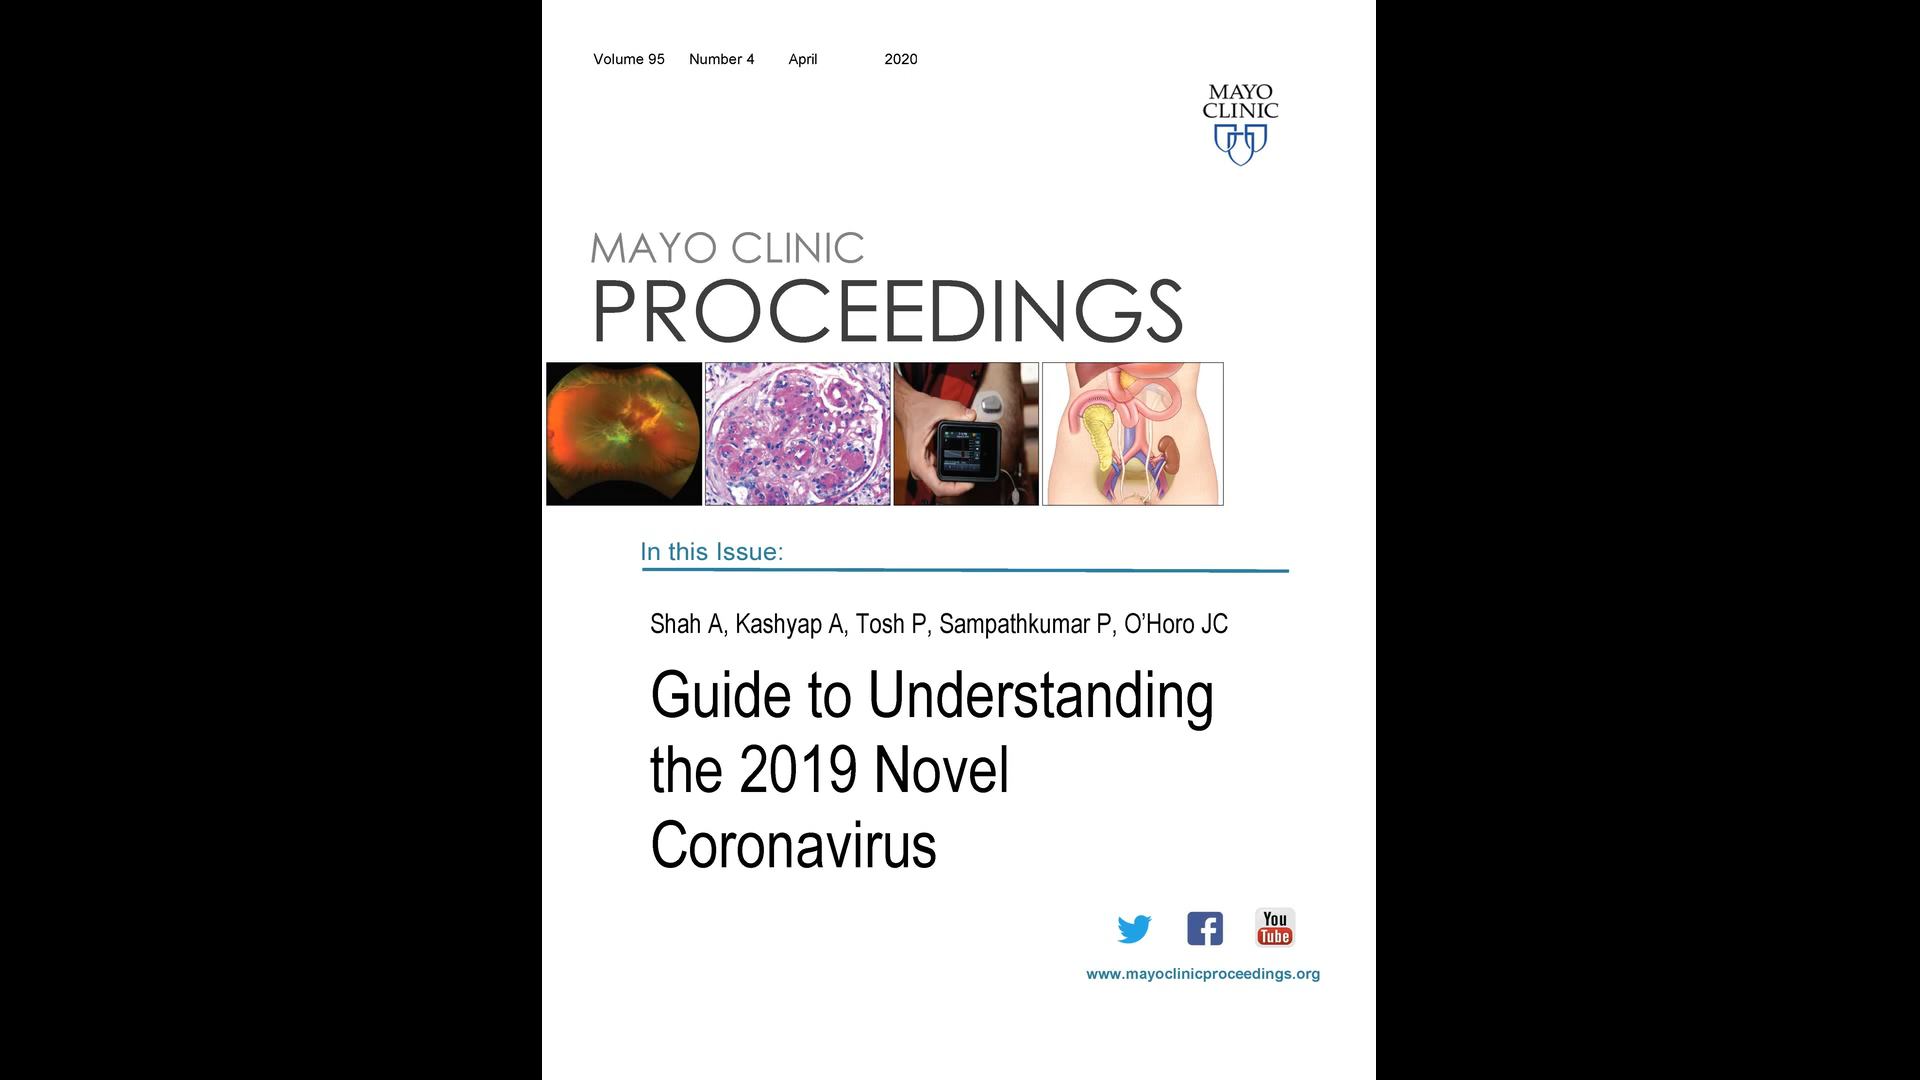 Volume 95 Number 4 April 2020
MAYO
CLINIC
MAYO CLINIC
PROCEEDINGS
In this Issue:
Shah A, Kashyap A, Tosh P, Sampathkumar P, O’Horo JC
Guide to Understanding
the 2019 Novel
Coronavirus
You
Tube
www.mayoclinicproceedings.org